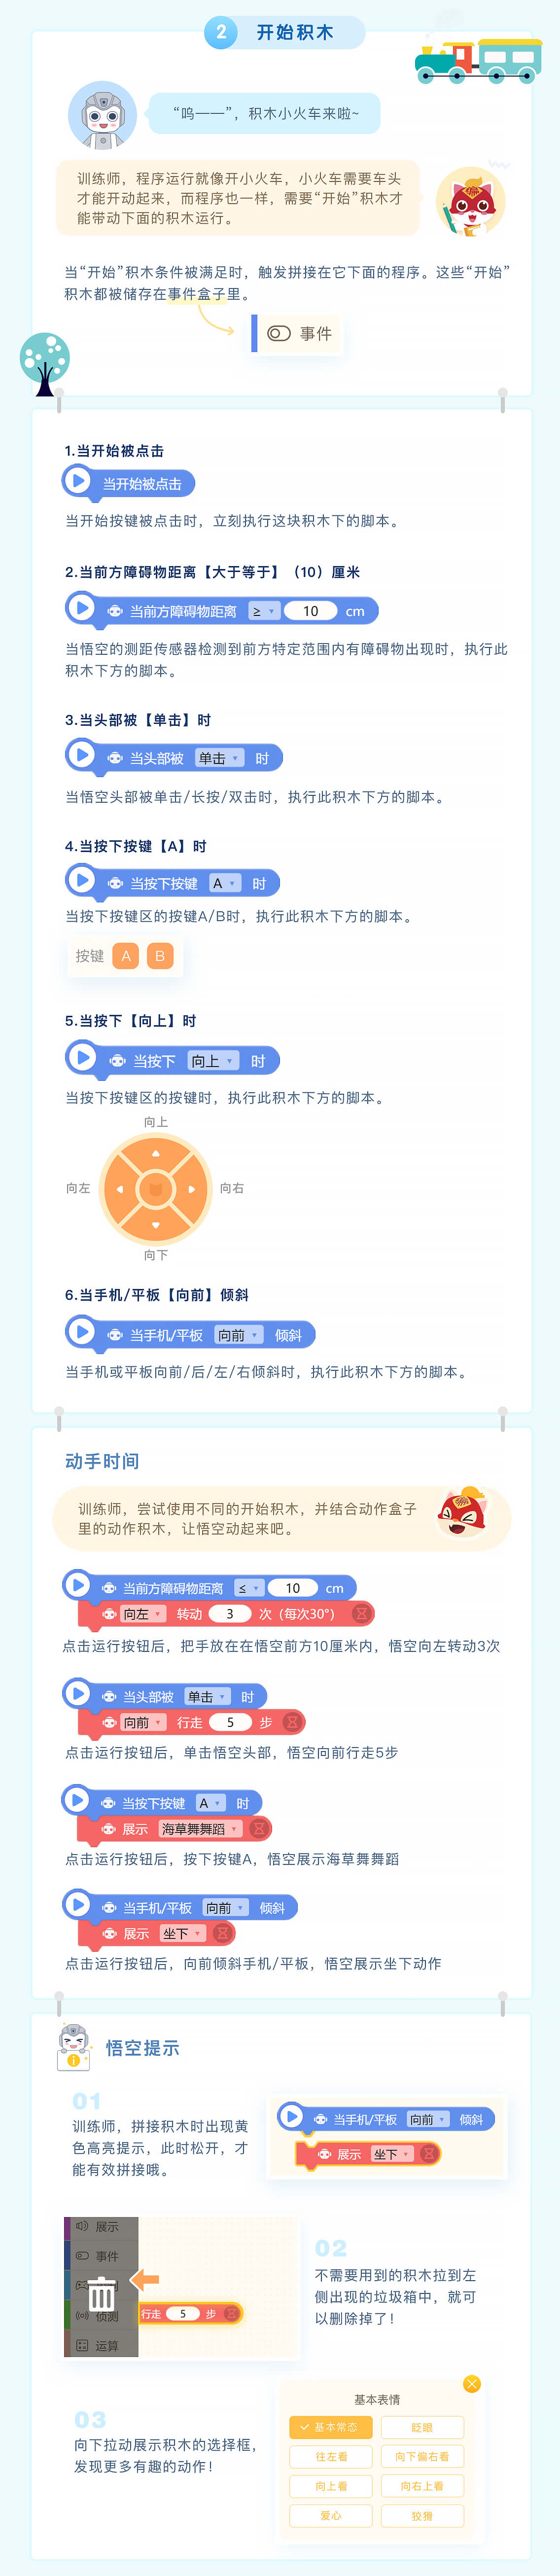 2 开始积木
“呜——”，积木小火车来啦~
训练师，程序运行就像开小火车，小火车需要车头
才能开动起来，而程序也一样，需要“开始”积木才
能带动下面的积木运行。
当“开始”积木条件被满足时，触发拼接在它下面的程序。这些“开始”
积木都被储存在事件盒子里。
事件
1.当开始被点击
当开始被点击
当开始按键被点击时，立刻执行这块积木下的脚本。
2.当前方障碍物距离【大于等于】（10）厘米
当前方障碍物距离 ≥ 10 cm
当悟空的测距传感器检测到前方特定范围内有障碍物出现时，执行此
积木下方的脚本。
3.当头部被【单击】时
当头部被 单击 时
当悟空头部被单击/长按/双击时，执行此积木下方的脚本。
4.当按下按键【A】时
当按下按键 A 时
当按下按键区的按键A/B时，执行此积木下方的脚本。
按键 A B
5.当按下【向上】时
当按下 向上 时
当按下按键区的按键时，执行此积木下方的脚本。
向上
向左 向右
向下
6.当手机/平板【向前】倾斜
当手机/平板 向前 倾斜
当手机或平板向前/后/左/右倾斜时，执行此积木下方的脚本。
动手时间
训练师，尝试使用不同的开始积木，并结合动作盒子
里的动作积木，让悟空动起来吧。
当前方障碍物距离 ≤ 10 cm
向左 转动 3 次（每次30°）
点击运行按钮后，把手放在在悟空前方10厘米内，悟空向左转动3次
当头部被 单击 时
向前 行走 5 步
点击运行按钮后，单击悟空头部，悟空向前行走5步
当按下按键 A 时
展示 海草舞舞蹈
点击运行按钮后，按下按键A，悟空展示海草舞舞蹈
当手机/平板 向前 倾斜
展示 坐下
点击运行按钮后，向前倾斜手机/平板，悟空展示坐下动作
悟空提示
01
训练师，拼接积木时出现黄
色高亮提示，此时松开，才
能有效拼接哦。
当手机/平板 向前 倾斜
展示 坐下
展示
事件
侦测
运算
行走 5 步
02
不需要用到的积木拉到左
侧出现的垃圾箱中，就可
以删除掉了！
03
向下拉动展示积木的选择框，
发现更多有趣的动作！
基本表情
基本常态 眨眼
往左看 向下偏右看
向上看 向右上看
爱心 狡猾